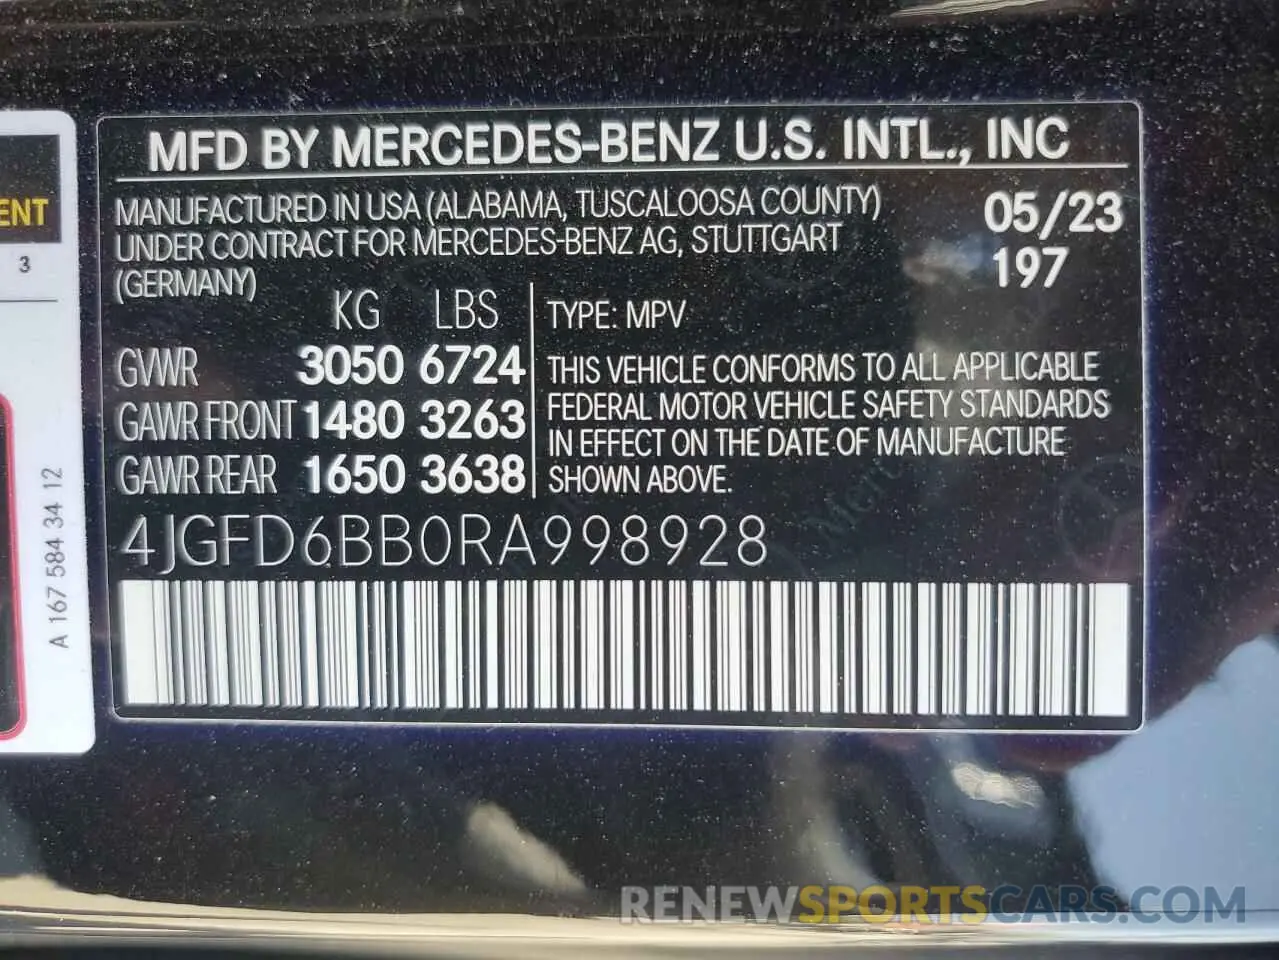 MFD BY MERCEDES-BENZ U.S. INTL., INC
MANUFACTURED IN USA (ALABAMA, TUSCALOOSA COUNTY)
UNDER CONTRACT FOR MERCEDES-BENZ AG, STUTTGART
(GERMANY)
05/23
197
KG LBS
GVWR 3050 6724
GAWR FRONT 1480 3263
GAWR REAR 1650 3638
TYPE: MPV
THIS VEHICLE CONFORMS TO ALL APPLICABLE
FEDERAL MOTOR VEHICLE SAFETY STANDARDS
IN EFFECT ON THE DATE OF MANUFACTURE
SHOWN ABOVE.
4JGFD6BB0RA998928
ENT
3
A 167 584 34 12
RENEWSPORTSCARS.COM